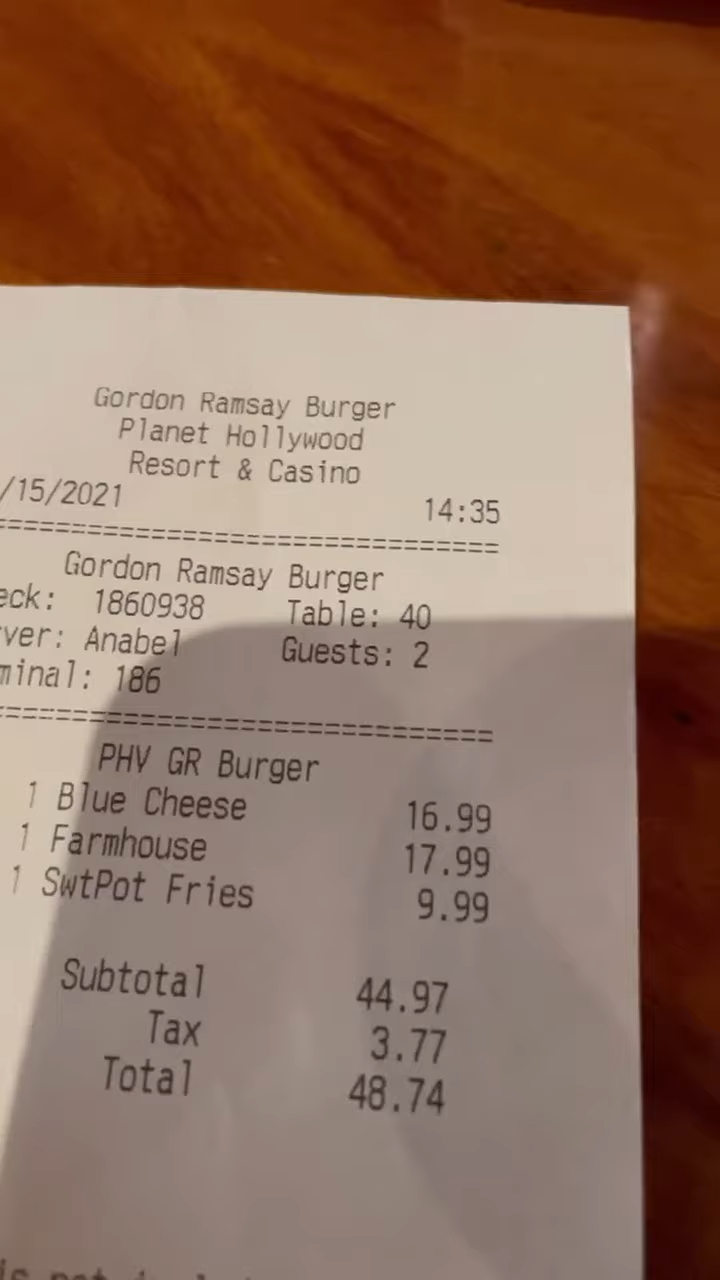 Gordon Ramsay Burger
Planet Hollywood
Resort & Casino
/15/2021 14:35
==============================
Gordon Ramsay Burger
eck: 1860938 Table: 40
ver: Anabel Guests: 2
minal: 186
==============================
PHV GR Burger
1 Blue Cheese 16.99
1 Farmhouse 17.99
1 SwtPot Fries 9.99
Subtotal 44.97
Tax 3.77
Total 48.74